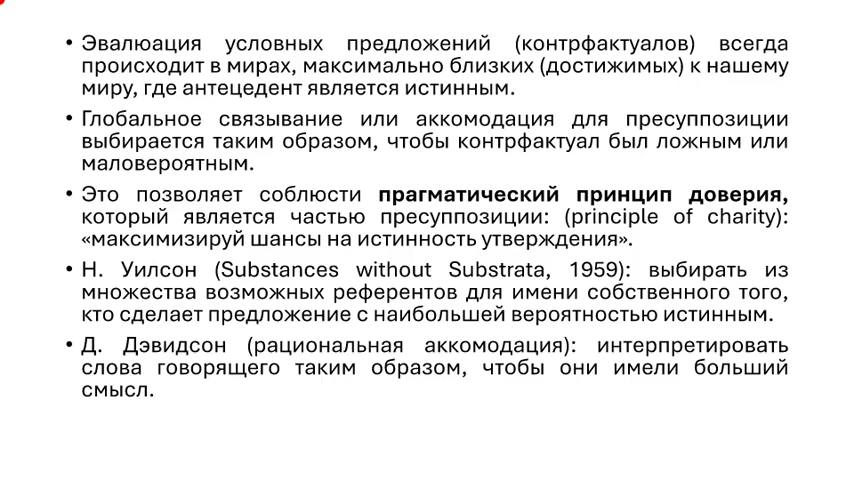 • Эвалюация условных предложений (контрфактуалов) всегда
происходит в мирах, максимально близких (достижимых) к нашему
миру, где антецедент является истинным.
• Глобальное связывание или аккомодация для пресуппозиции
выбирается таким образом, чтобы контрфактуал был ложным или
маловероятным.
• Это позволяет соблюсти прагматический принцип доверия,
который является частью пресуппозиции: (principle of charity):
«максимизируй шансы на истинность утверждения».
• Н. Уилсон (Substances without Substrata, 1959): выбирать из
множества возможных референтов для имени собственного того,
кто сделает предложение с наибольшей вероятностью истинным.
• Д. Дэвидсон (рациональная аккомодация): интерпретировать
слова говорящего таким образом, чтобы они имели больший
смысл.